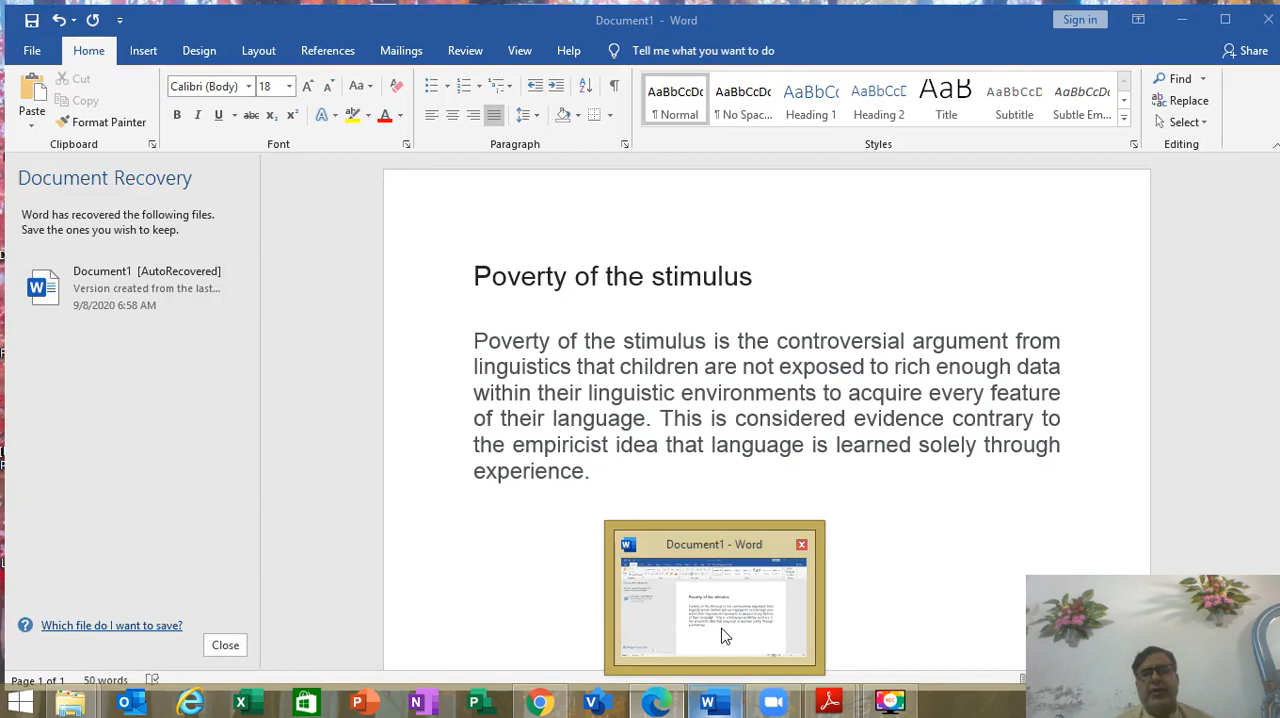 Document1 - Word
Sign in
File Home Insert Design Layout References Mailings Review View Help Tell me what you want to do Share
Cut
Copy
Paste
Format Painter
Calibri (Body) 18
Aa
B I U abc X₂ X²
AaBbCcDc
¶ Normal
AaBbCcDc
¶ No Spac...
AaBbCc
Heading 1
AaBbCcD
Heading 2
AaB
Title
AaBbCcD
Subtitle
AaBbCcDc
Subtle Em...
Find
Replace
Select
Clipboard Font Paragraph Styles Editing
Document Recovery
Word has recovered the following files.
Save the ones you wish to keep.
Document1 [AutoRecovered]
Version created from the last...
9/8/2020 6:58 AM
Poverty of the stimulus
Poverty of the stimulus is the controversial argument from
linguistics that children are not exposed to rich enough data
within their linguistic environments to acquire every feature
of their language. This is considered evidence contrary to
the empiricist idea that language is learned solely through
experience.
Document1 - Word
Which file do I want to save?
Close
Page 1 of 1 50 words